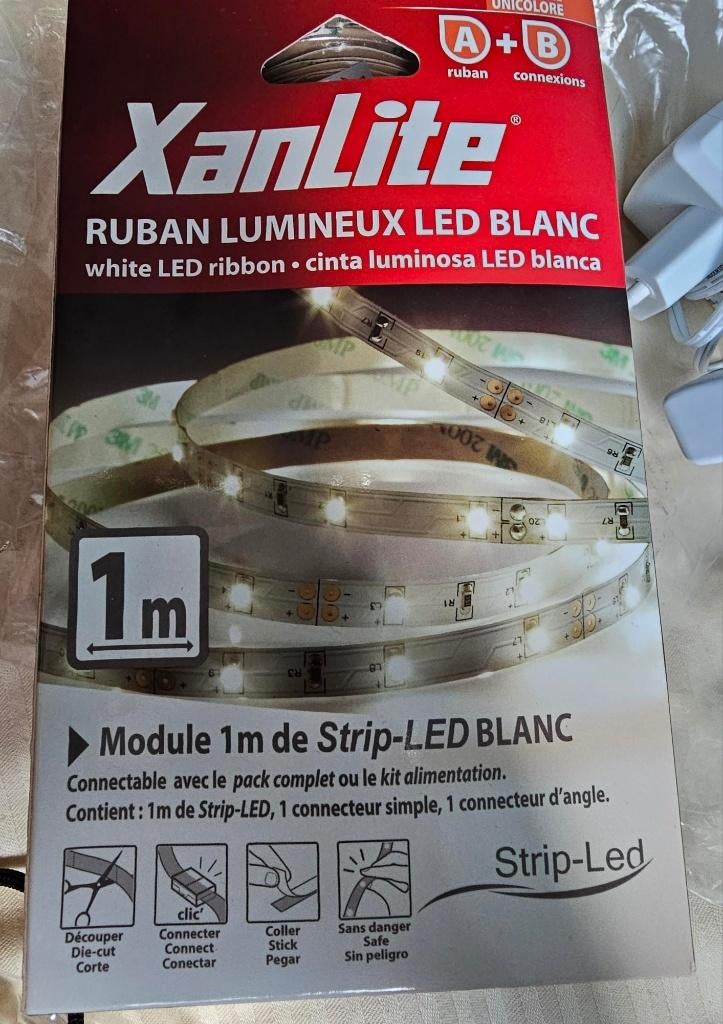 UNICOLORE
A + B
ruban connexions
XanLite®
RUBAN LUMINEUX LED BLANC
white LED ribbon • cinta luminosa LED blanca
1m
Module 1m de Strip-LED BLANC
Connectable avec le pack complet ou le kit alimentation.
Contient : 1m de Strip-LED, 1 connecteur simple, 1 connecteur d'angle.
Strip-Led
clic'
Découper
Die-cut
Corte
Connecter
Connect
Conectar
Coller
Stick
Pegar
Sans danger
Safe
Sin peligro